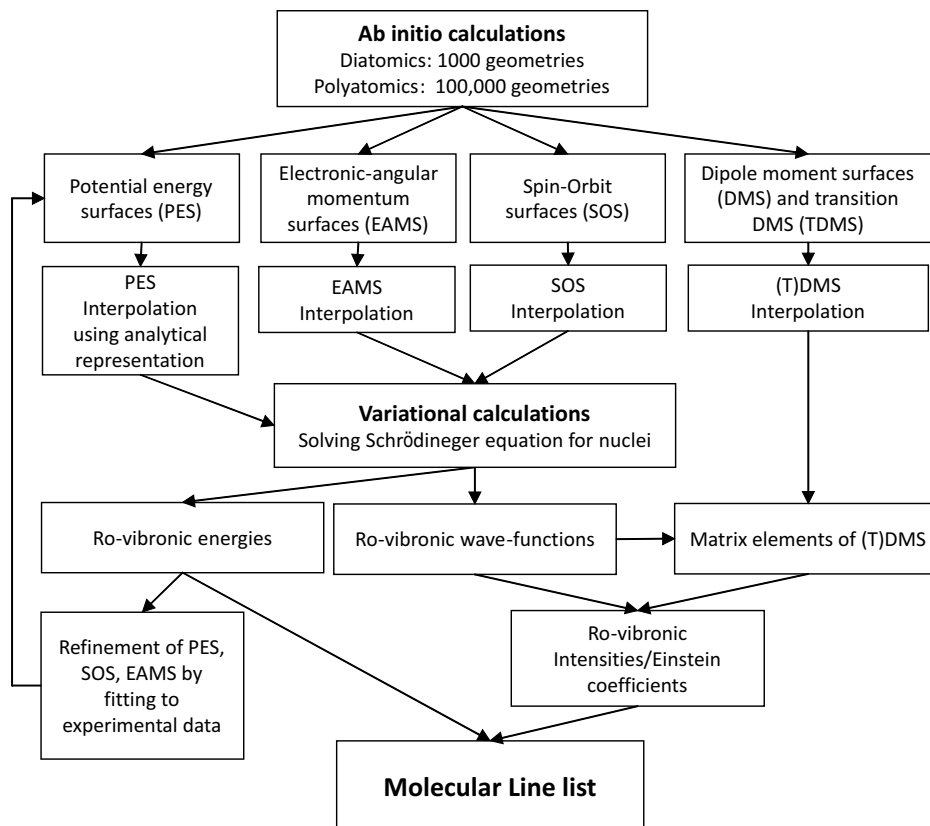 Ab initio calculations
Diatomics: 1000 geometries
Polyatomics: 100,000 geometries
Potential energy
surfaces (PES)
Electronic-angular
momentum
surfaces (EAMS)
Spin-Orbit
surfaces (SOS)
Dipole moment surfaces
(DMS) and transition
DMS (TDMS)
PES
Interpolation
using analytical
representation
EAMS
Interpolation
SOS
Interpolation
(T)DMS
Interpolation
Variational calculations
Solving Schrödineger equation for nuclei
Ro-vibronic energies
Ro-vibronic wave-functions
Matrix elements of (T)DMS
Refinement of PES,
SOS, EAMS by
fitting to
experimental data
Ro-vibronic
Intensities/Einstein
coefficients
Molecular Line list